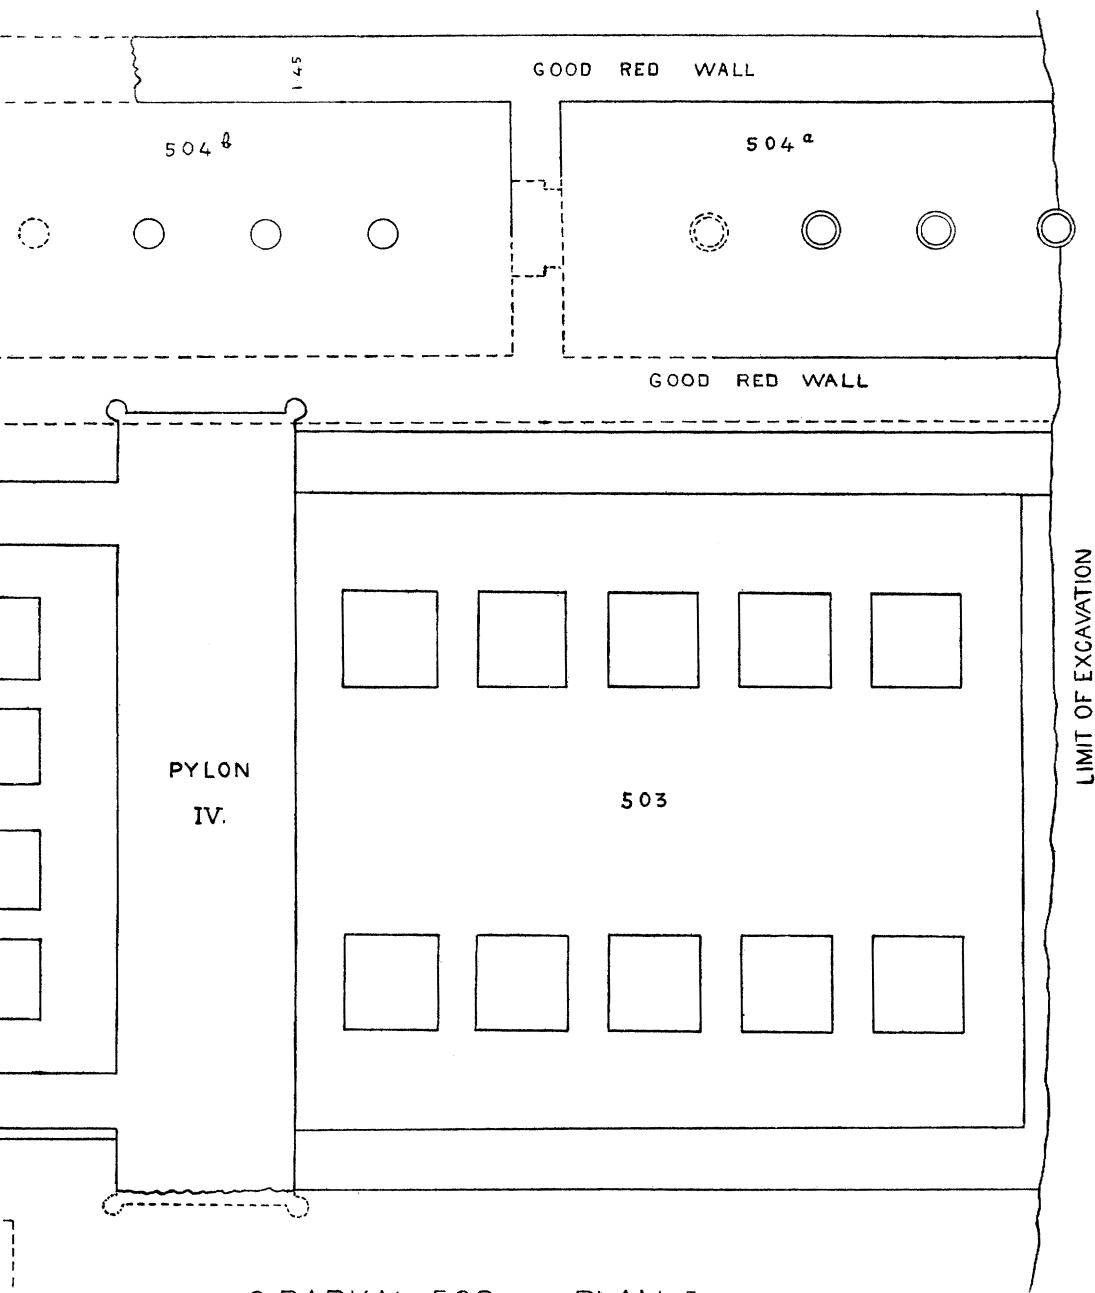 GOOD RED WALL
1·45
504 b
504 a
GOOD RED WALL
LIMIT OF EXCAVATION
PYLON
IV.
503